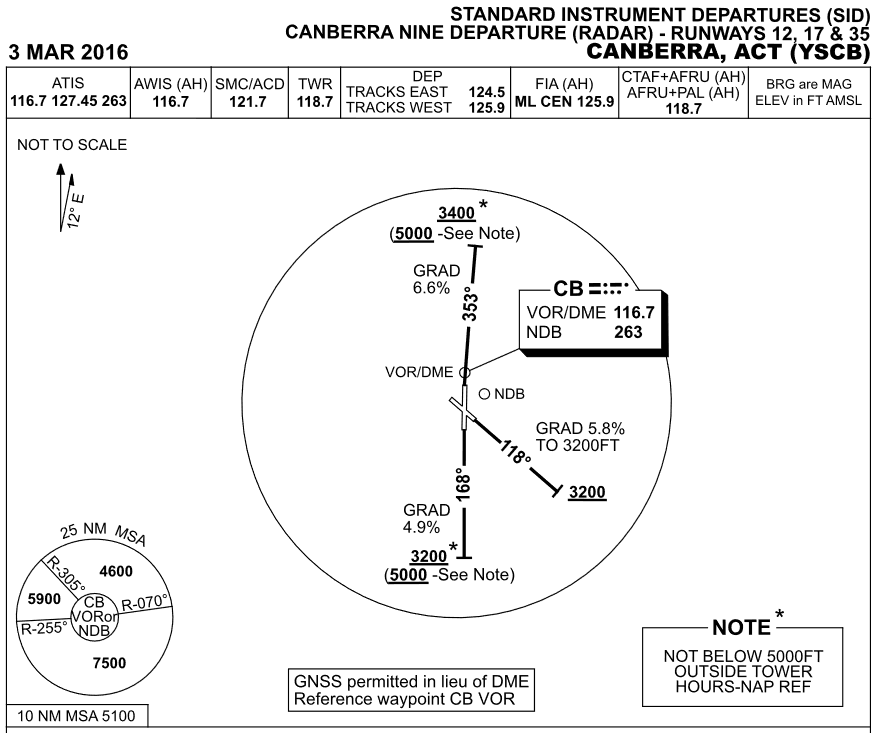 STANDARD INSTRUMENT DEPARTURES (SID)
CANBERRA NINE DEPARTURE (RADAR) - RUNWAYS 12, 17 & 35
3 MAR 2016
CANBERRA, ACT (YSCB)
ATIS
116.7 127.45 263
AWIS (AH)
116.7
SMC/ACD
121.7
TWR
118.7
DEP
TRACKS EAST 124.5
TRACKS WEST 125.9
FIA (AH)
ML CEN 125.9
CTAF+AFRU (AH)
AFRU+PAL (AH)
118.7
BRG are MAG
ELEV in FT AMSL
NOT TO SCALE
12° E
3400 *
(5000 -See Note)
GRAD
6.6%
353°
CB
VOR/DME 116.7
NDB 263
VOR/DME
NDB
GRAD 5.8%
TO 3200FT
118°
3200
168°
GRAD
4.9%
3200 *
(5000 -See Note)
25 NM MSA
R-305°
4600
5900
CB
VORor
NDB
R-070°
R-255°
7500
10 NM MSA 5100
GNSS permitted in lieu of DME
Reference waypoint CB VOR
NOTE *
NOT BELOW 5000FT
OUTSIDE TOWER
HOURS-NAP REF